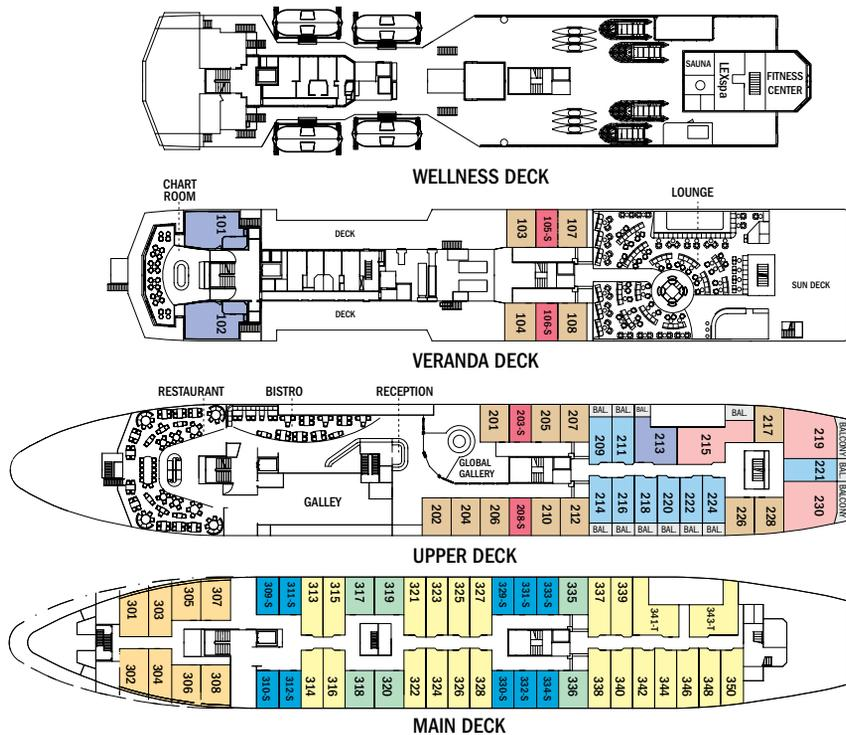 SAUNA
LEXspa
FITNESS
CENTER
WELLNESS DECK
CHART
ROOM
LOUNGE
101
DECK
103
105-S
107
SUN DECK
102
DECK
104
106-S
108
VERANDA DECK
RESTAURANT
BISTRO
RECEPTION
201
203-S
205
207
BAL.
BAL.
BAL.
BAL.
209
211
213
215
217
219
BALCONY
GLOBAL
GALLERY
221
BAL.
GALLEY
202
204
206
208-S
210
212
214
216
218
220
222
224
226
228
230
BALCONY
BAL.
BAL.
BAL.
BAL.
BAL.
BAL.
UPPER DECK
301
303
305
307
309-S
311-S
313
315
317
319
321
323
325
327
329-S
331-S
333-S
335
337
339
341-T
343-T
302
304
306
308
310-S
312-S
314
316
318
320
322
324
326
328
330-S
332-S
334-S
336
338
340
342
344
346
348
350
MAIN DECK